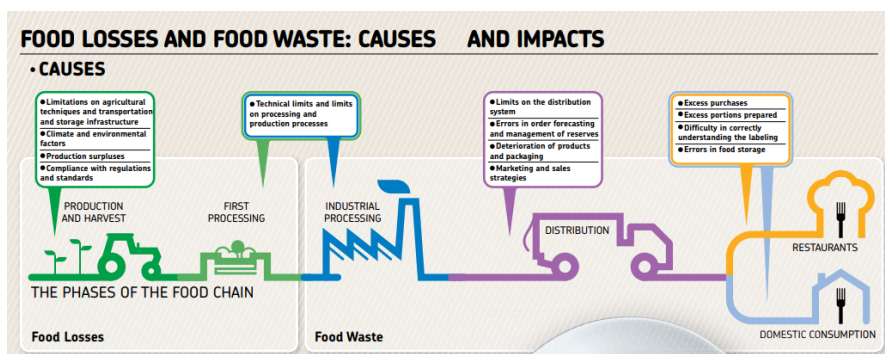 FOOD LOSSES AND FOOD WASTE: CAUSES AND IMPACTS
• CAUSES
● Limitations on agricultural
techniques and transportation
and storage infrastructure
● Climate and environmental
factors
● Production surpluses
● Compliance with regulations
and standards
● Technical limits and limits
on processing and
production processes
● Limits on the distribution
system
● Errors in order forecasting
and management of reserves
● Deterioration of products
and packaging
● Marketing and sales
strategies
● Excess purchases
● Excess portions prepared
● Difficulty in correctly
understanding the labeling
● Errors in food storage
PRODUCTION
AND HARVEST
FIRST
PROCESSING
INDUSTRIAL
PROCESSING
DISTRIBUTION
RESTAURANTS
DOMESTIC CONSUMPTION
THE PHASES OF THE FOOD CHAIN
Food Losses
Food Waste